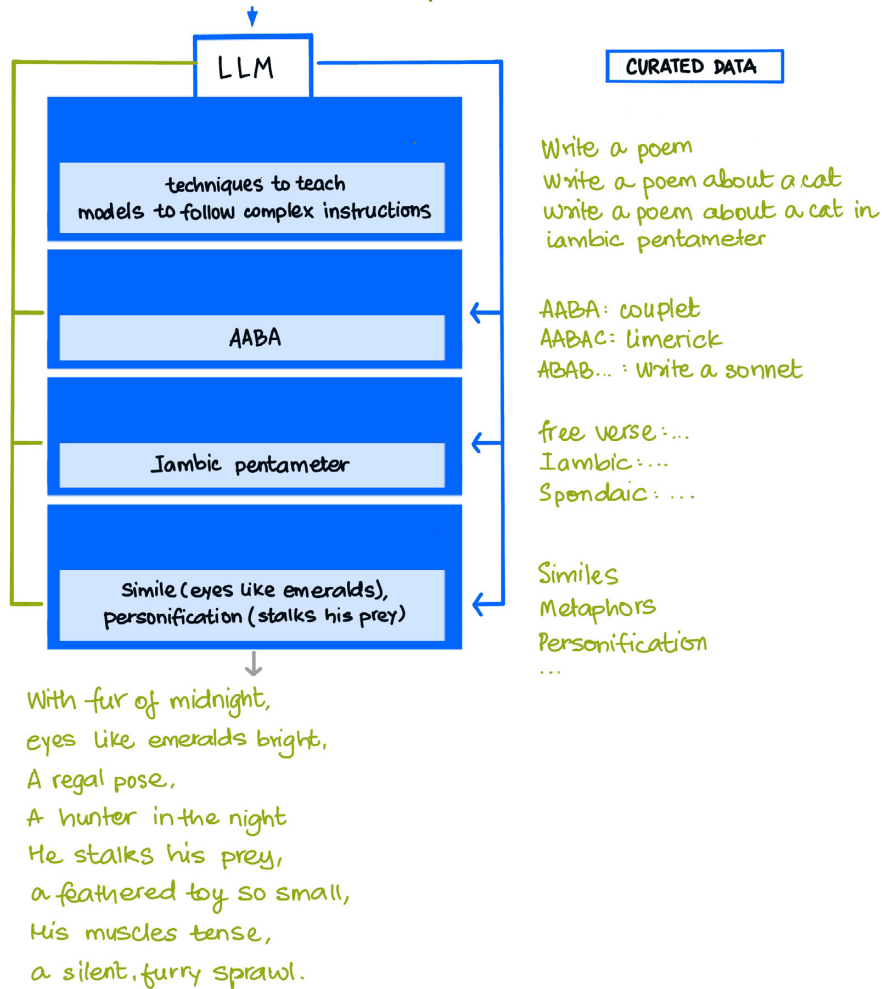 LLM
CURATED DATA
techniques to teach
models to follow complex instructions
Write a poem
Write a poem about a cat
Write a poem about a cat in
iambic pentameter
AABA
AABA: couplet
AABAC: limerick
ABAB... : Write a sonnet
Iambic pentameter
free verse:...
Iambic:...
Spondaic: ...
Simile (eyes like emeralds),
personification (stalks his prey)
Similes
Metaphors
Personification
...
With fur of midnight,
eyes like emeralds bright,
A regal pose,
A hunter in the night
He stalks his prey,
a feathered toy so small,
His muscles tense,
a silent, furry sprawl.